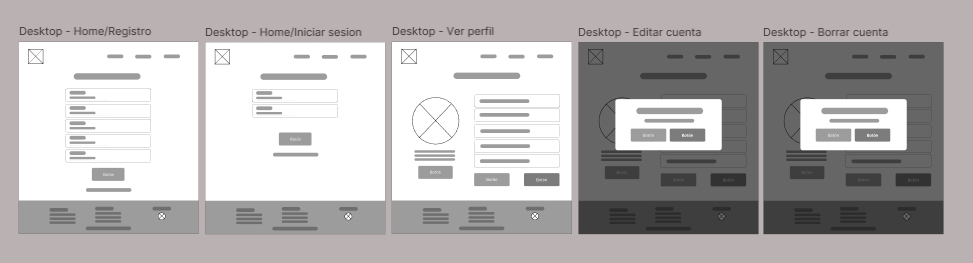 Desktop - Home/Registro
Desktop - Home/Iniciar sesion
Desktop - Ver perfil
Desktop - Editar cuenta
Desktop - Borrar cuenta
Botón
Botón
Botón
Botón
Botón
Botón
Botón
Botón
Botón